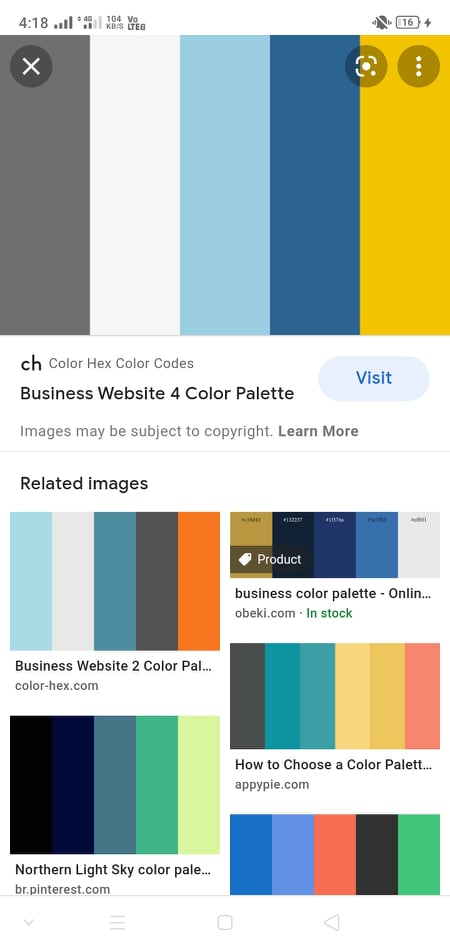 4:18 4G 104 KB/S Vo LTE 16
ch Color Hex Color Codes
Business Website 4 Color Palette
Visit
Images may be subject to copyright. Learn More
Related images
Business Website 2 Color Pal...
color-hex.com
Northern Light Sky color pale...
br.pinterest.com
#132237 #1f376a
Product
business color palette - Onlin...
obeki.com · In stock
How to Choose a Color Palett...
appypie.com